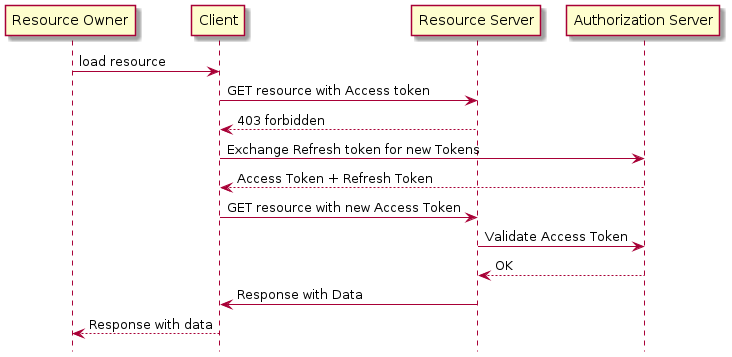 Resource Owner
Client
Resource Server
Authorization Server
load resource
GET resource with Access token
403 forbidden
Exchange Refresh token for new Tokens
Access Token + Refresh Token
GET resource with new Access Token
Validate Access Token
OK
Response with Data
Response with data